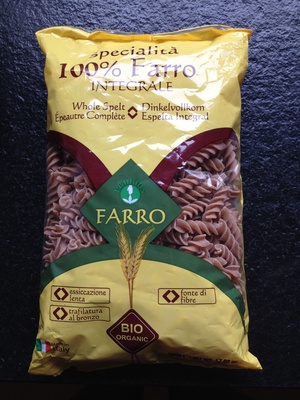 specialità
100% Farro
INTEGRALE
Whole Spelt Dinkelvollkorn
Épeautre Complète Espelta Integral
FARRO
essiccazione
lenta
fonte di
fibre
trafilatura
al bronzo
BIO
ORGANIC
Italy